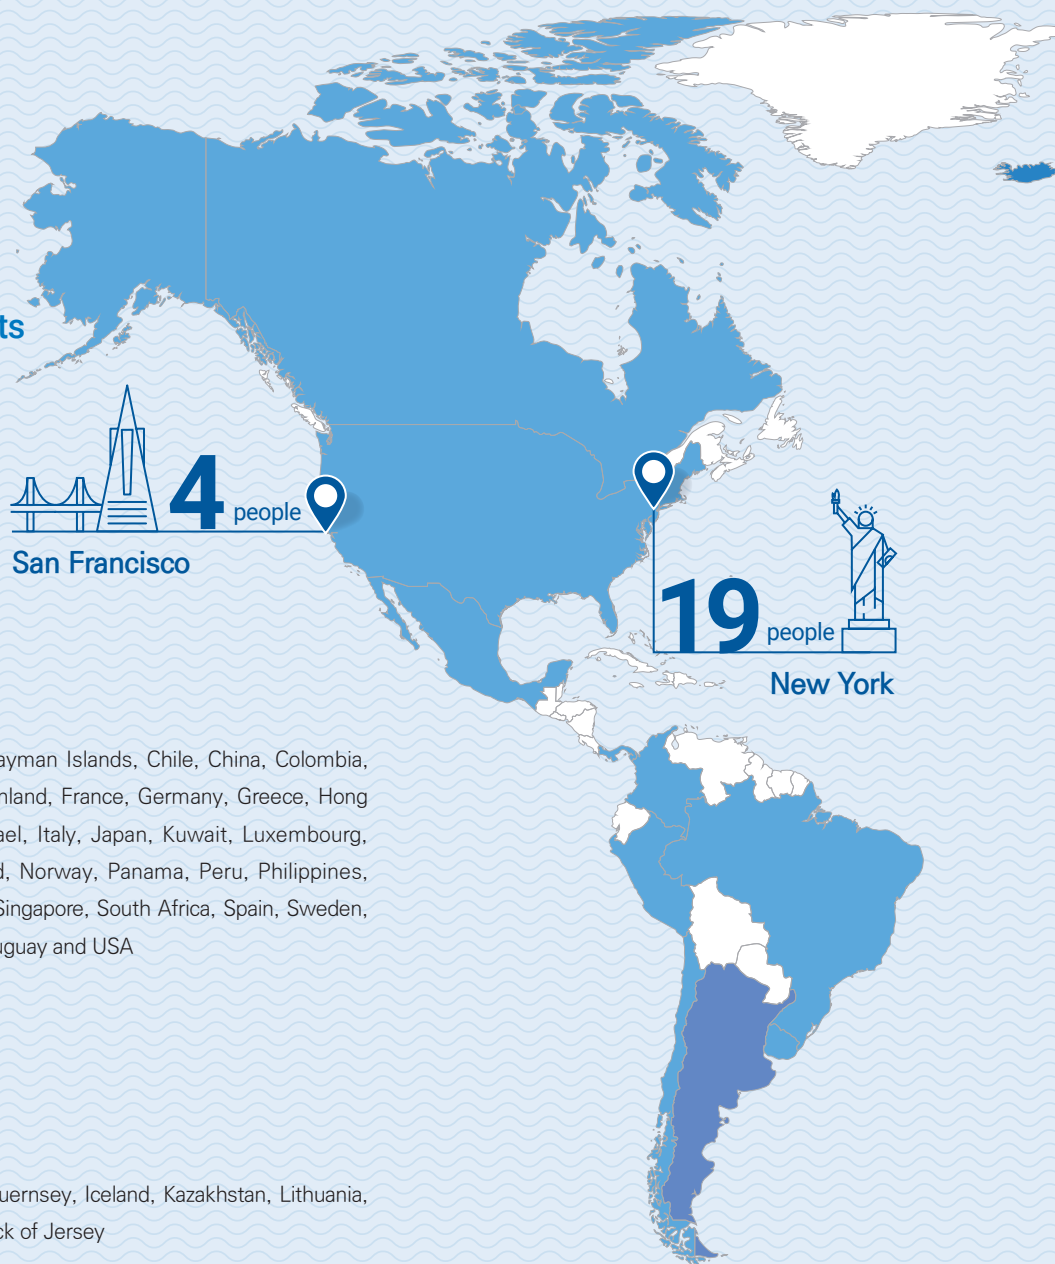 ts
4 people
San Francisco
19 people
New York
ayman Islands, Chile, China, Colombia,
nland, France, Germany, Greece, Hong
ael, Italy, Japan, Kuwait, Luxembourg,
d, Norway, Panama, Peru, Philippines,
Singapore, South Africa, Spain, Sweden,
uguay and USA
uernsey, Iceland, Kazakhstan, Lithuania,
ck of Jersey